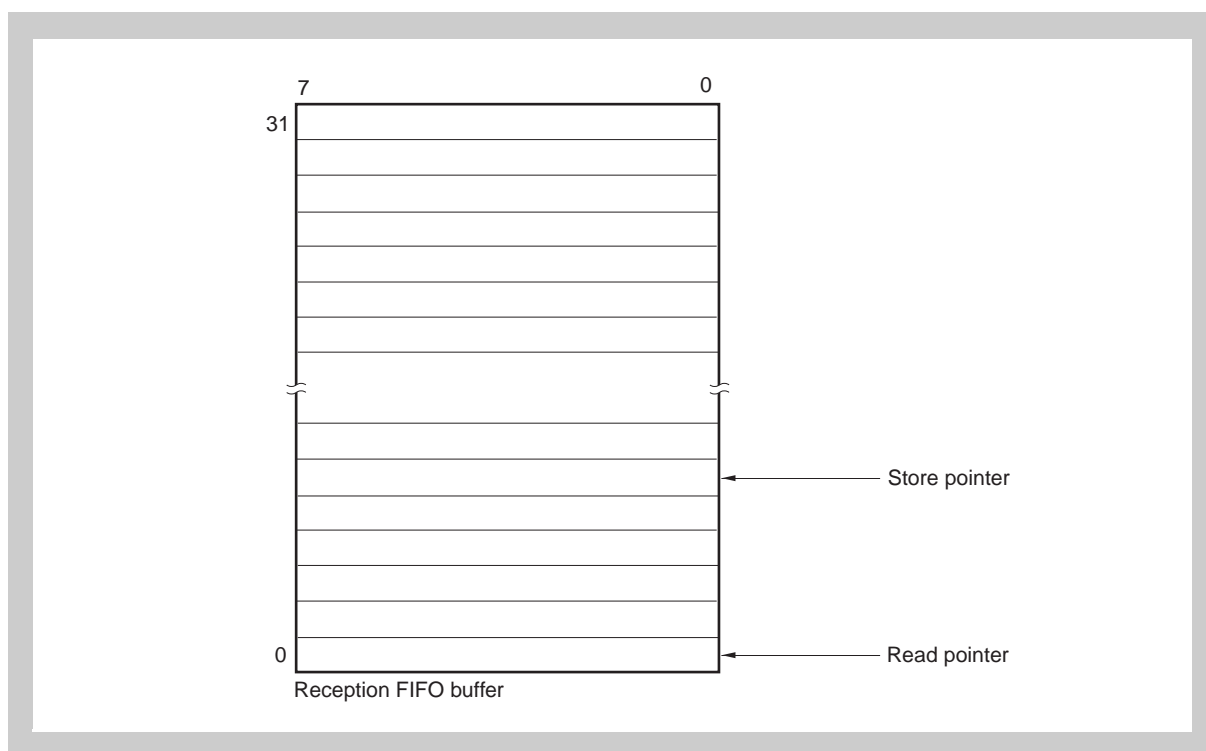 7 0
31
Store pointer
0 Read pointer
Reception FIFO buffer